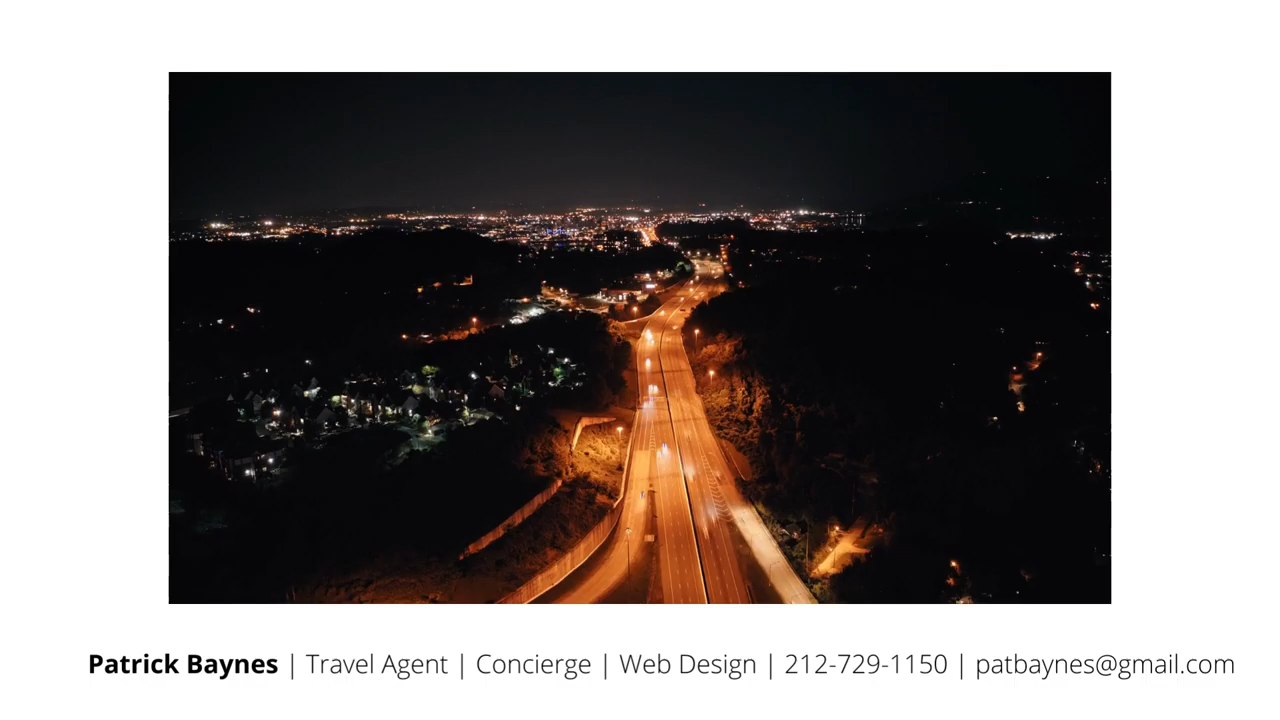 Patrick Baynes | Travel Agent | Concierge | Web Design | 212-729-1150 | patbaynes@gmail.com